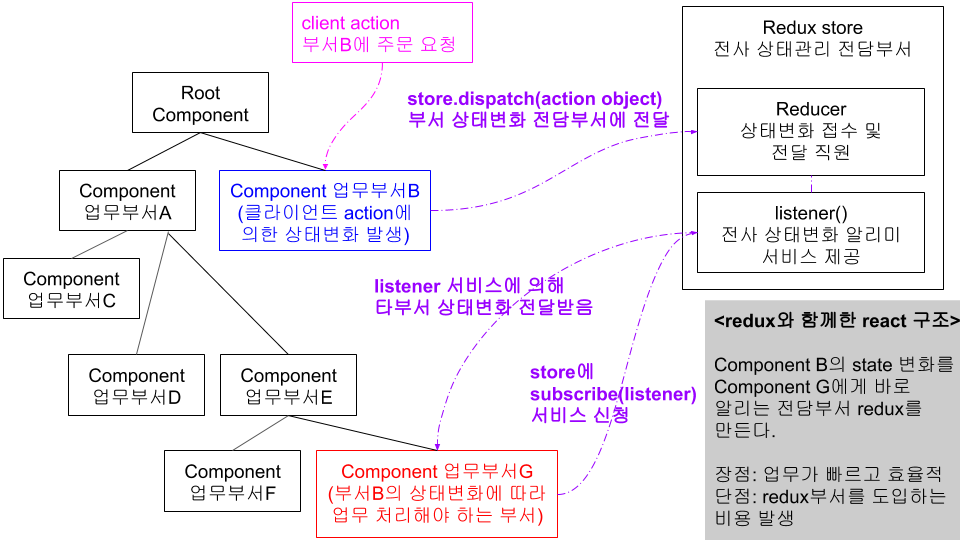 client action
부서B에 주문 요청
Redux store
전사 상태관리 전담부서
Root
Component
store.dispatch(action object)
부서 상태변화 전담부서에 전달
Reducer
상태변화 접수 및
전달 직원
Component
업무부서A
Component 업무부서B
(클라이언트 action에
의한 상태변화 발생)
listener()
전사 상태변화 알리미
서비스 제공
Component
업무부서C
listener 서비스에 의해
타부서 상태변화 전달받음
<redux와 함께한 react 구조>
Component B의 state 변화를
Component G에게 바로
알리는 전담부서 redux를
만든다.
장점: 업무가 빠르고 효율적
단점: redux부서를 도입하는
비용 발생
Component
업무부서D
Component
업무부서E
store에
subscribe(listener)
서비스 신청
Component
업무부서F
Component 업무부서G
(부서B의 상태변화에 따라
업무 처리해야 하는 부서)